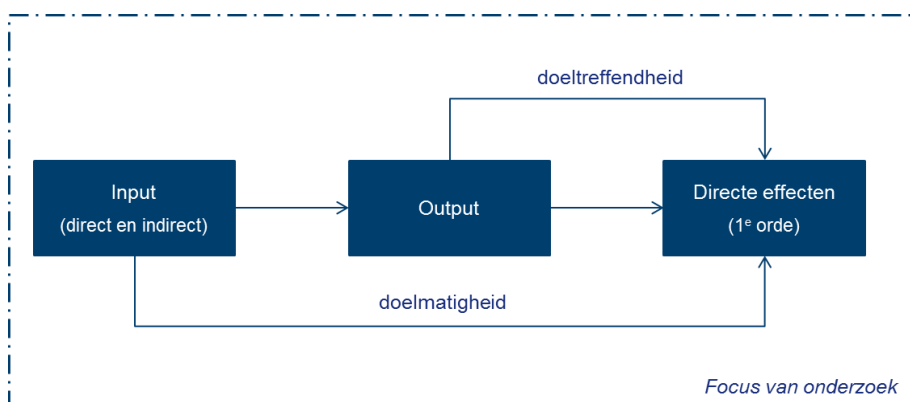 doeltreffendheid
Input
(direct en indirect)
Output
Directe effecten
(1e orde)
doelmatigheid
Focus van onderzoek